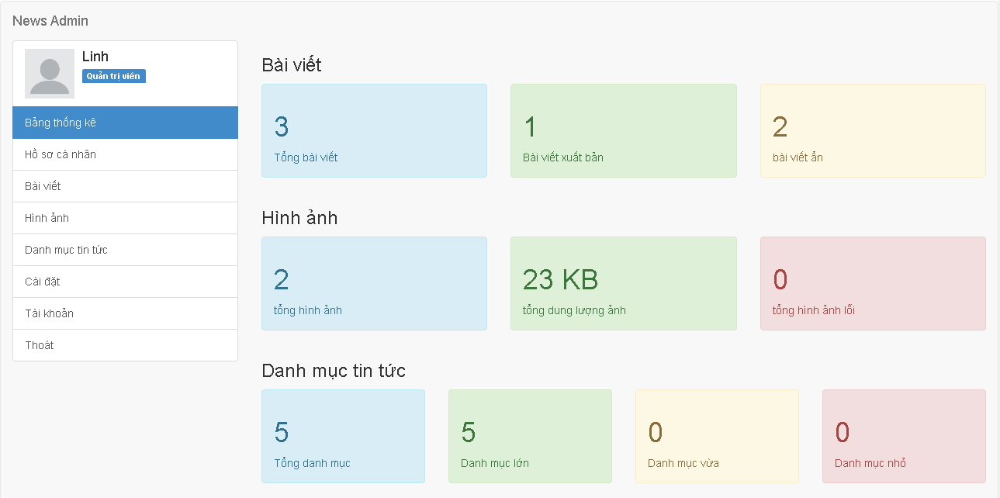 News Admin
Linh
Quản trị viên
Bảng thống kê
Hồ sơ cá nhân
Bài viết
Hình ảnh
Danh mục tin tức
Cài đặt
Tài khoản
Thoát
Bài viết
3
Tổng bài viết
1
Bài viết xuất bản
2
bài viết ẩn
Hình ảnh
2
tổng hình ảnh
23 KB
tổng dung lượng ảnh
0
tổng hình ảnh lỗi
Danh mục tin tức
5
Tổng danh mục
5
Danh mục lớn
0
Danh mục vừa
0
Danh mục nhỏ